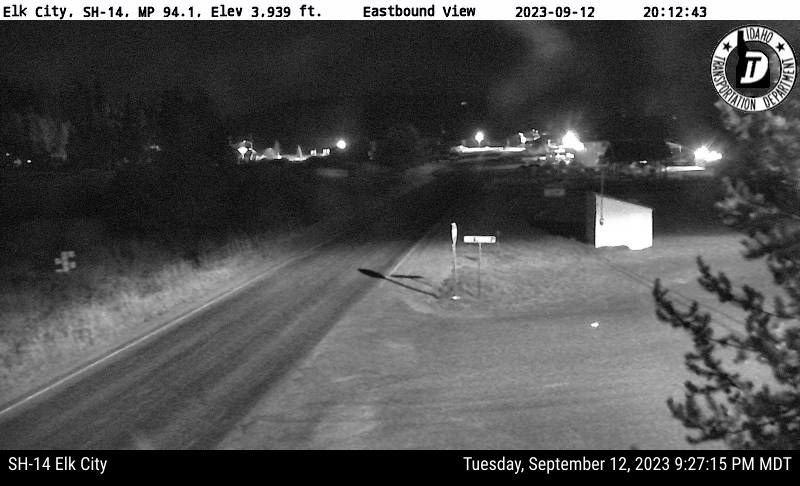 Elk City, SH-14, MP 94.1, Elev 3,939 ft. Eastbound View 2023-09-12 20:12:43
IDAHO
TRANSPORTATION DEPARTMENT
SH-14 Elk City Tuesday, September 12, 2023 9:27:15 PM MDT